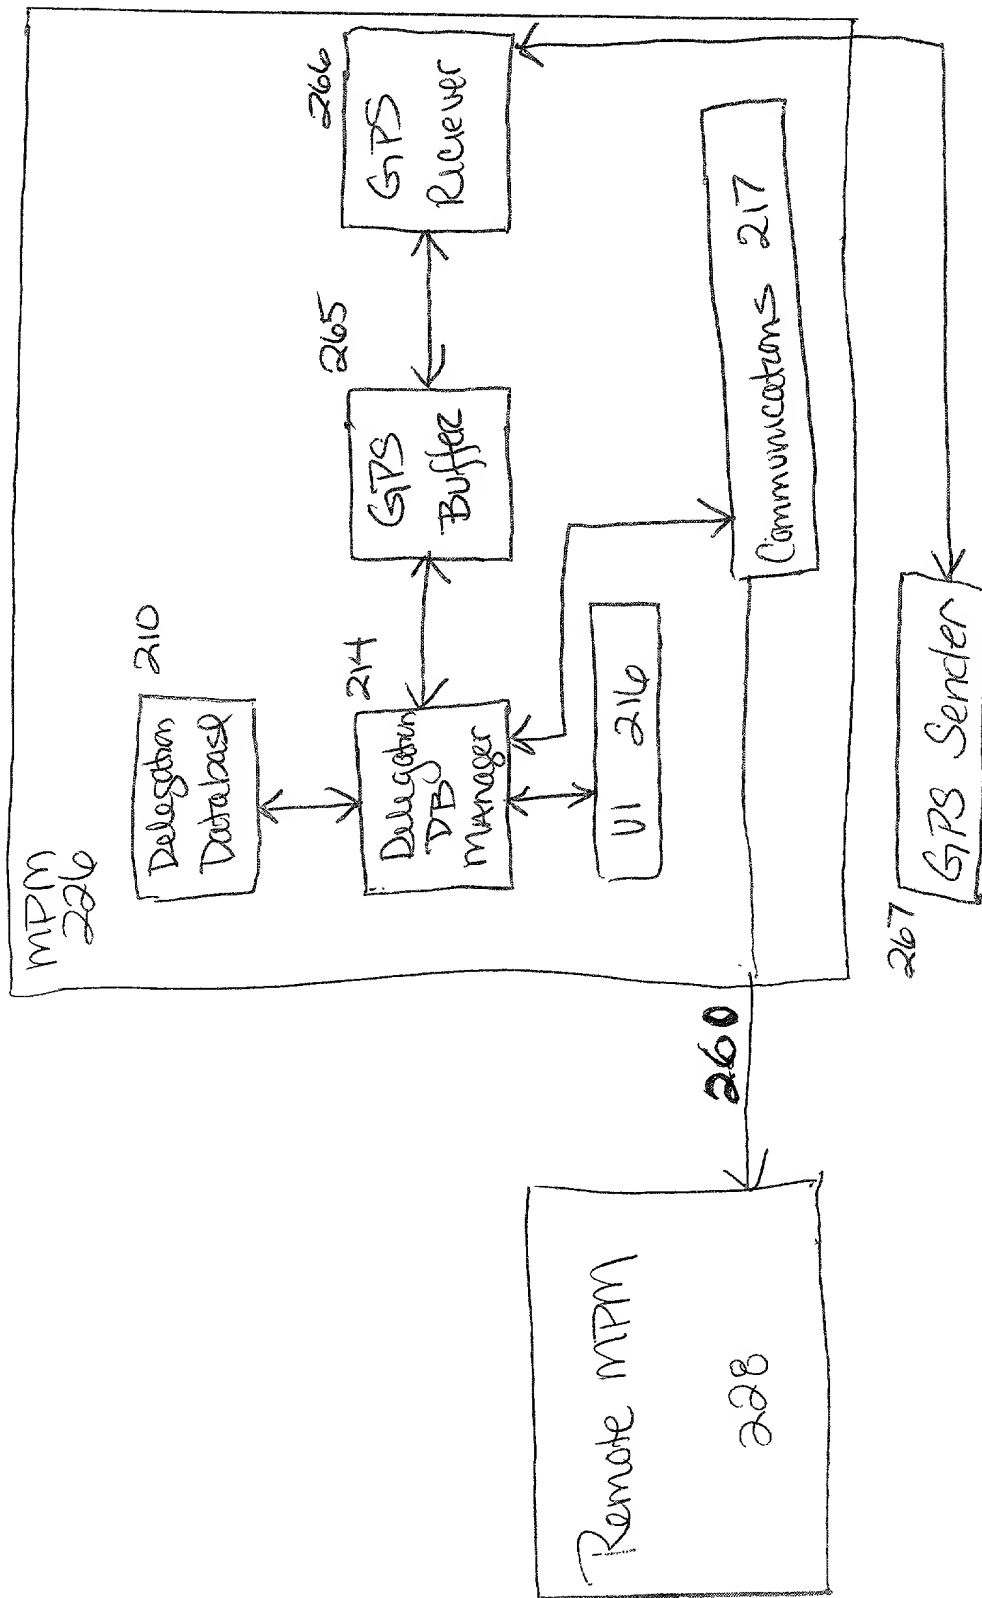 MPM
226
Delegation
Database
210
Delegation
DB
MANager
214
GPS
Buffer
265
GPS
Reciever
266
UI 216
Communications 217
267
GPS Sender
260
Remote MPM
228